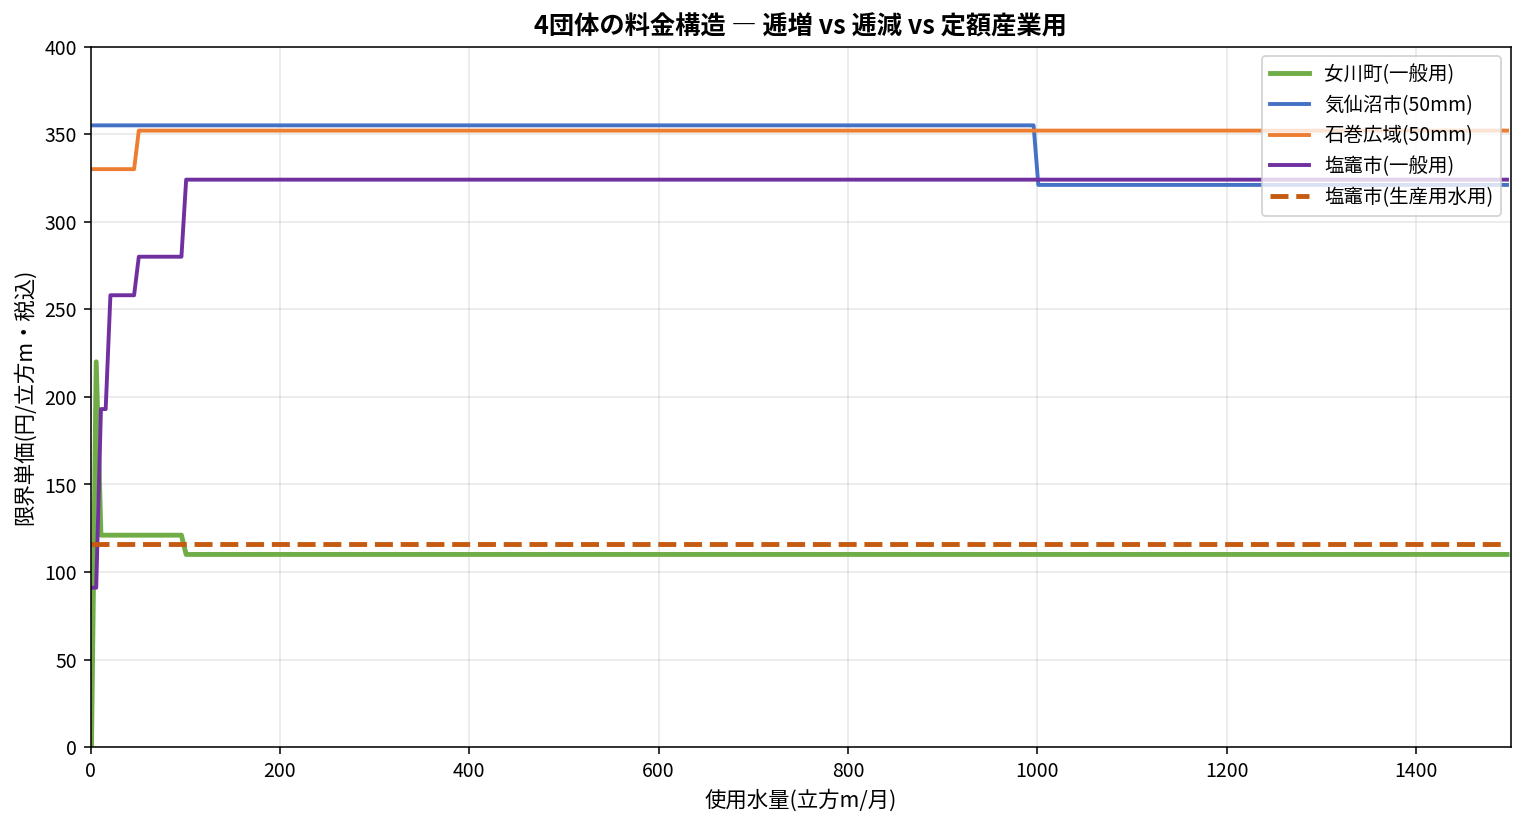 4団体の料金構造 — 逓増 vs 逓減 vs 定額産業用
400
350
300
250
200
150
100
50
0
限界単価(円/立方m・税込)
女川町(一般用)
気仙沼市(50mm)
石巻広域(50mm)
塩竈市(一般用)
塩竈市(生産用水用)
0 200 400 600 800 1000 1200 1400
使用水量(立方m/月)